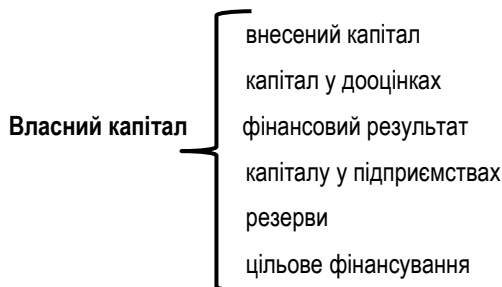 внесений капітал
капітал у дооцінках
Власний капітал
фінансовий результат
капіталу у підприємствах
резерви
цільове фінансування